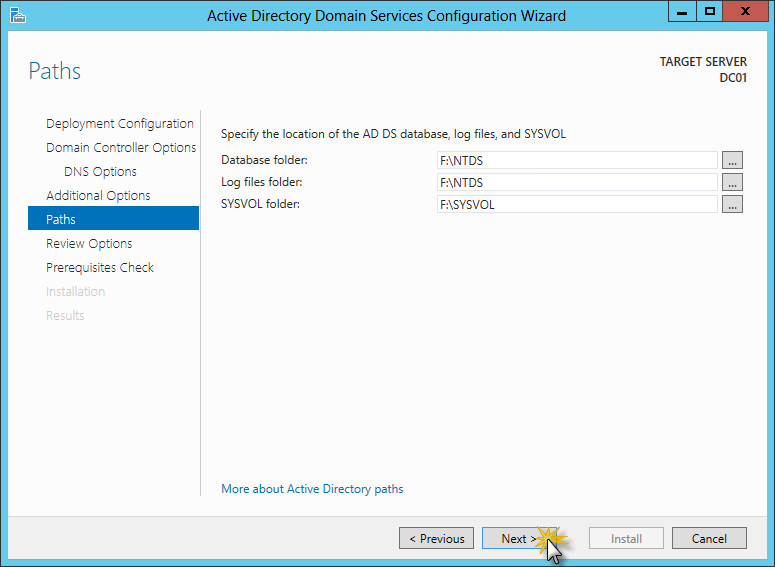 Active Directory Domain Services Configuration Wizard
Paths
TARGET SERVER
DC01
Deployment Configuration
Domain Controller Options
DNS Options
Additional Options
Paths
Review Options
Prerequisites Check
Installation
Results
Specify the location of the AD DS database, log files, and SYSVOL
Database folder: F:\NTDS ...
Log files folder: F:\NTDS ...
SYSVOL folder: F:\SYSVOL ...
More about Active Directory paths
< Previous Next > Install Cancel